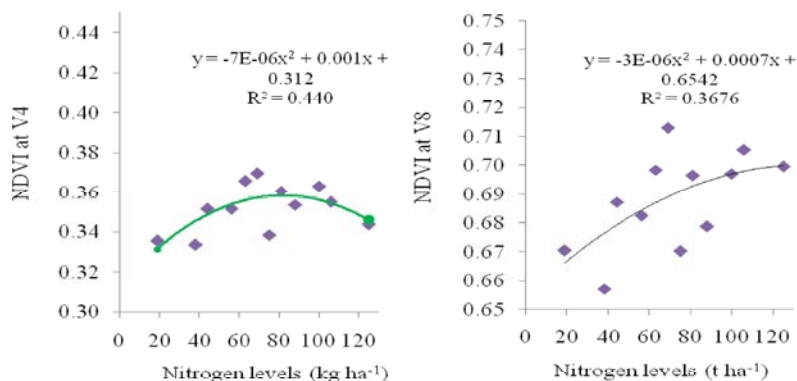 0.44
0.42
0.40
0.38
0.36
0.34
0.32
0.30
NDVI at V4
y = -7E-06x² + 0.001x +
0.312
R² = 0.440
0 20 40 60 80 100 120
Nitrogen levels (kg ha⁻¹)
0.75
0.74
0.73
0.72
0.71
0.70
0.69
0.68
0.67
0.66
0.65
NDVI at V8
y = -3E-06x² + 0.0007x +
0.6542
R² = 0.3676
0 20 40 60 80 100 120
Nitrogen levels (t ha⁻¹)